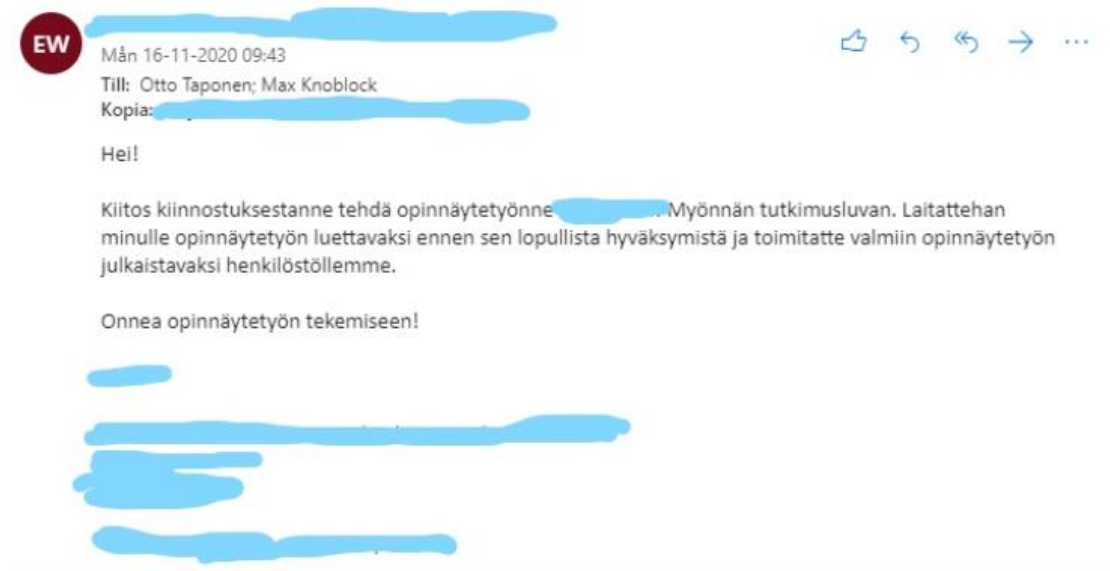 EW
Mån 16-11-2020 09:43
Till: Otto Taponen; Max Knoblock
Kopia:
Hei!
Kiitos kiinnostuksestanne tehdä opinnäytetyönne Myönnän tutkimusluvan. Laitattehan
minulle opinnäytetyön luettavaksi ennen sen lopullista hyväksymistä ja toimitatte valmiin opinnäytetyön
julkaistavaksi henkilöstöllemme.
Onnea opinnäytetyön tekemiseen!